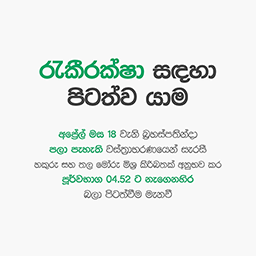 රැකීරක්ෂා සඳහා
පිටත්ව යාම
අප්‍රේල් මස 18 වැනි බ්‍රහස්පතින්දා
පලා පැහැති වස්ත්‍රාභරණයෙන් සැරසී
හකුරු සහ තල මෝරු මිශ්‍ර කිරිබතක් අනුභව කර
පූර්වභාග 04.52 ට නැගෙනහිර
බලා පිටත්වීම මැනවි